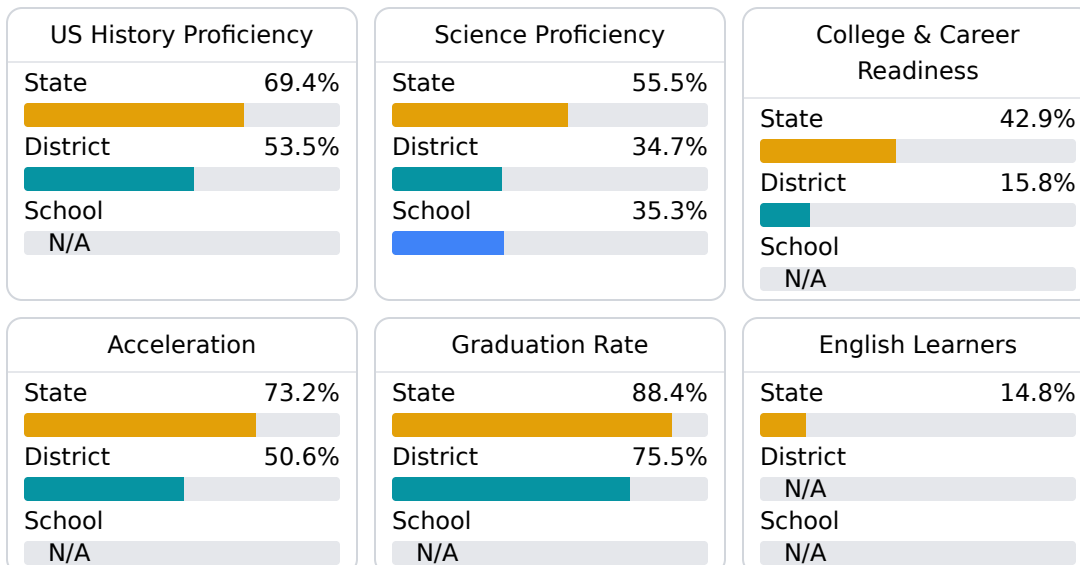 US History Proficiency
State 69.4%
District 53.5%
School
N/A
Science Proficiency
State 55.5%
District 34.7%
School 35.3%
College & Career
Readiness
State 42.9%
District 15.8%
School
N/A
Acceleration
State 73.2%
District 50.6%
School
N/A
Graduation Rate
State 88.4%
District 75.5%
School
N/A
English Learners
State 14.8%
District
N/A
School
N/A